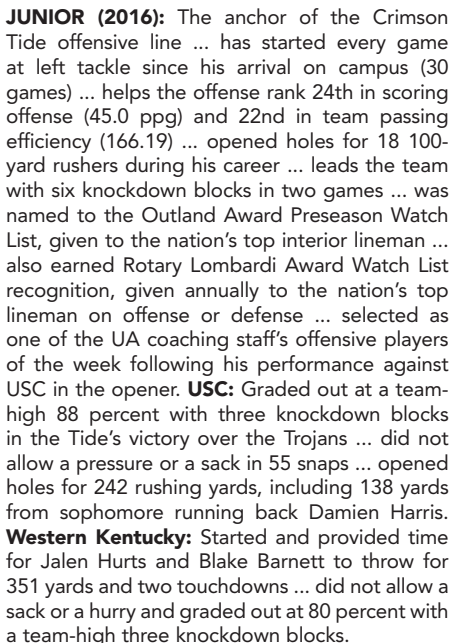 JUNIOR (2016): The anchor of the Crimson
Tide offensive line ... has started every game
at left tackle since his arrival on campus (30
games) ... helps the offense rank 24th in scoring
offense (45.0 ppg) and 22nd in team passing
efficiency (166.19) ... opened holes for 18 100-
yard rushers during his career ... leads the team
with six knockdown blocks in two games ... was
named to the Outland Award Preseason Watch
List, given to the nation’s top interior lineman ...
also earned Rotary Lombardi Award Watch List
recognition, given annually to the nation’s top
lineman on offense or defense ... selected as
one of the UA coaching staff’s offensive players
of the week following his performance against
USC in the opener. USC: Graded out at a team-
high 88 percent with three knockdown blocks
in the Tide’s victory over the Trojans ... did not
allow a pressure or a sack in 55 snaps ... opened
holes for 242 rushing yards, including 138 yards
from sophomore running back Damien Harris.
Western Kentucky: Started and provided time
for Jalen Hurts and Blake Barnett to throw for
351 yards and two touchdowns ... did not allow a
sack or a hurry and graded out at 80 percent with
a team-high three knockdown blocks.